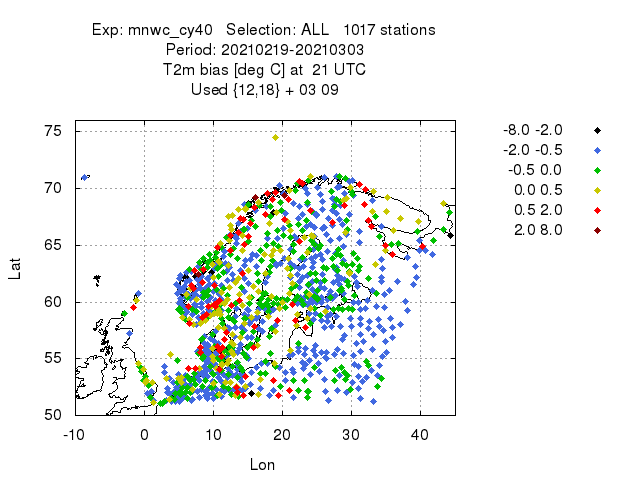 Exp: mnwc_cy40   Selection: ALL   1017 stations
Period: 20210219-20210303
T2m bias [deg C] at  21 UTC
Used {12,18} + 03 09
-8.0 -2.0
-2.0 -0.5
-0.5 0.0
0.0 0.5
0.5 2.0
2.0 8.0
75
70
65
60
55
50
Lat
-10 0 10 20 30 40
Lon